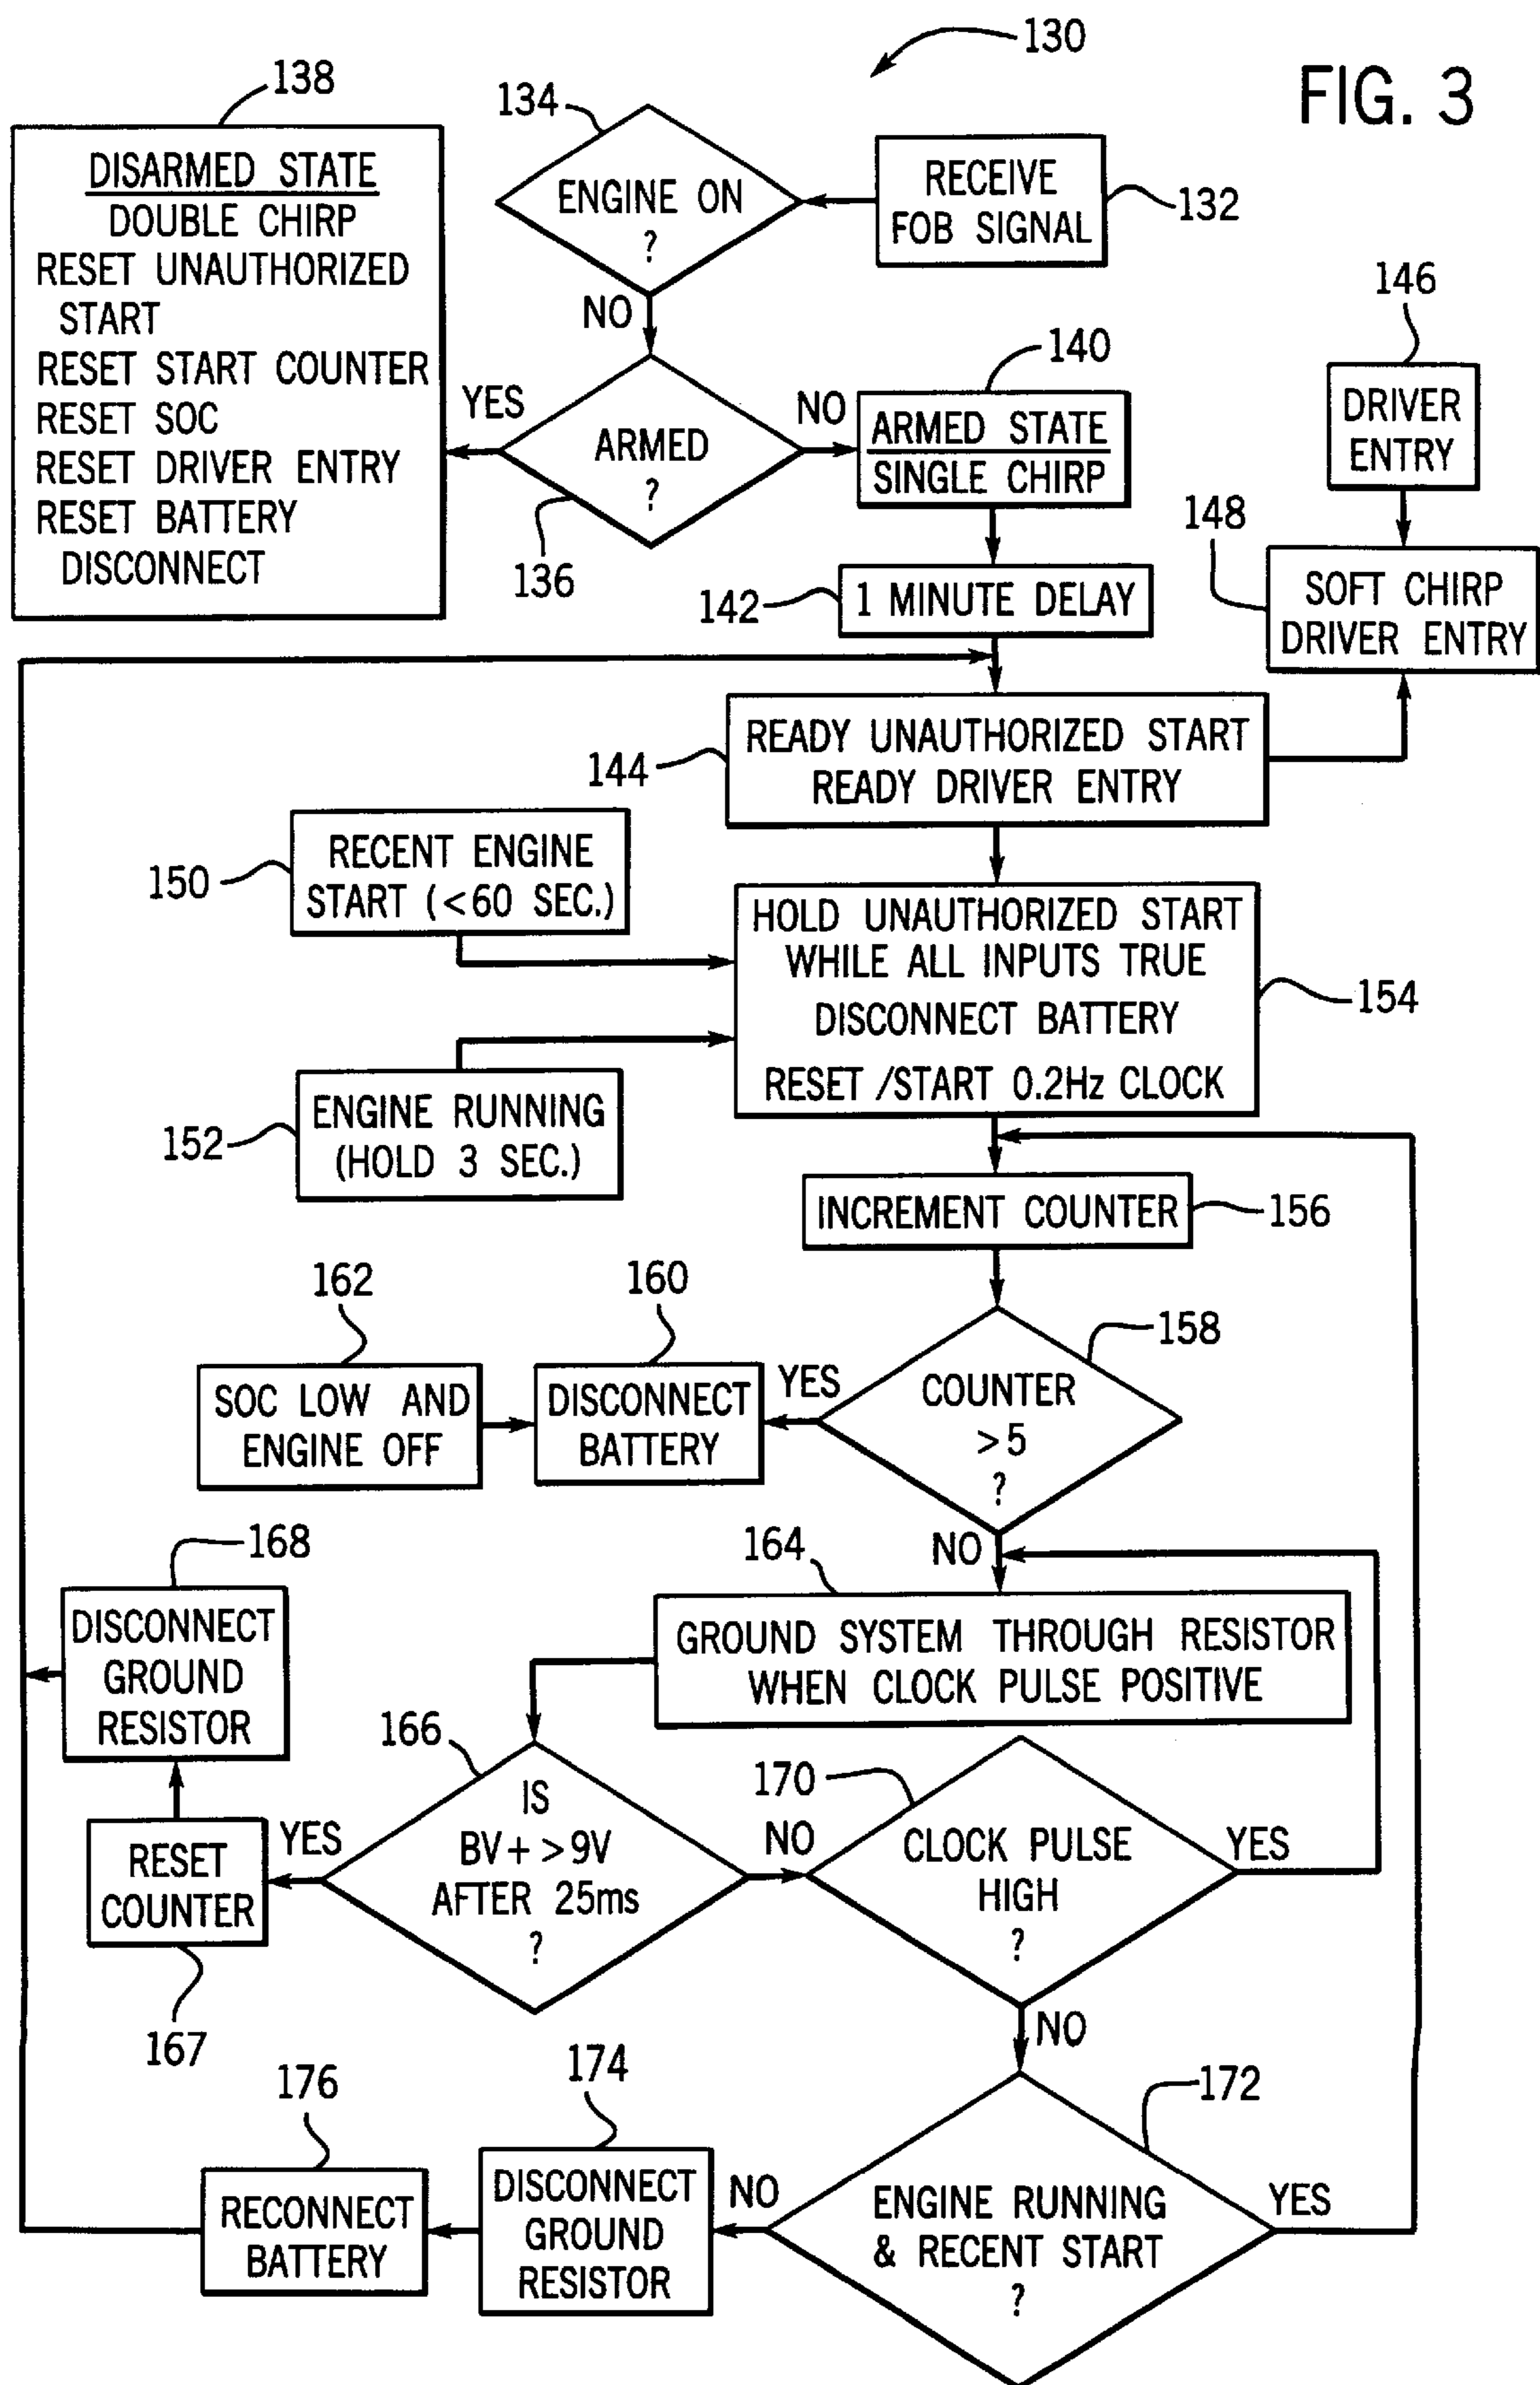 130
FIG. 3
138
134
DISARMED STATE
DOUBLE CHIRP
RESET UNAUTHORIZED
START
RESET START COUNTER
RESET SOC
RESET DRIVER ENTRY
RESET BATTERY
DISCONNECT
ENGINE ON
?
RECEIVE
FOB SIGNAL
132
NO
YES
ARMED
?
136
NO
140
ARMED STATE
SINGLE CHIRP
146
DRIVER
ENTRY
148
SOFT CHIRP
DRIVER ENTRY
142
1 MINUTE DELAY
144
READY UNAUTHORIZED START
READY DRIVER ENTRY
150
RECENT ENGINE
START (<60 SEC.)
HOLD UNAUTHORIZED START
WHILE ALL INPUTS TRUE
DISCONNECT BATTERY
RESET /START 0.2Hz CLOCK
154
152
ENGINE RUNNING
(HOLD 3 SEC.)
INCREMENT COUNTER
156
162
160
158
SOC LOW AND
ENGINE OFF
DISCONNECT
BATTERY
YES
COUNTER
>5
?
NO
168
164
DISCONNECT
GROUND
RESISTOR
GROUND SYSTEM THROUGH RESISTOR
WHEN CLOCK PULSE POSITIVE
166
170
RESET
COUNTER
167
YES
IS
BV+ >9V
AFTER 25ms
?
NO
CLOCK PULSE
HIGH
?
YES
NO
176
174
172
RECONNECT
BATTERY
DISCONNECT
GROUND
RESISTOR
NO
ENGINE RUNNING
& RECENT START
?
YES